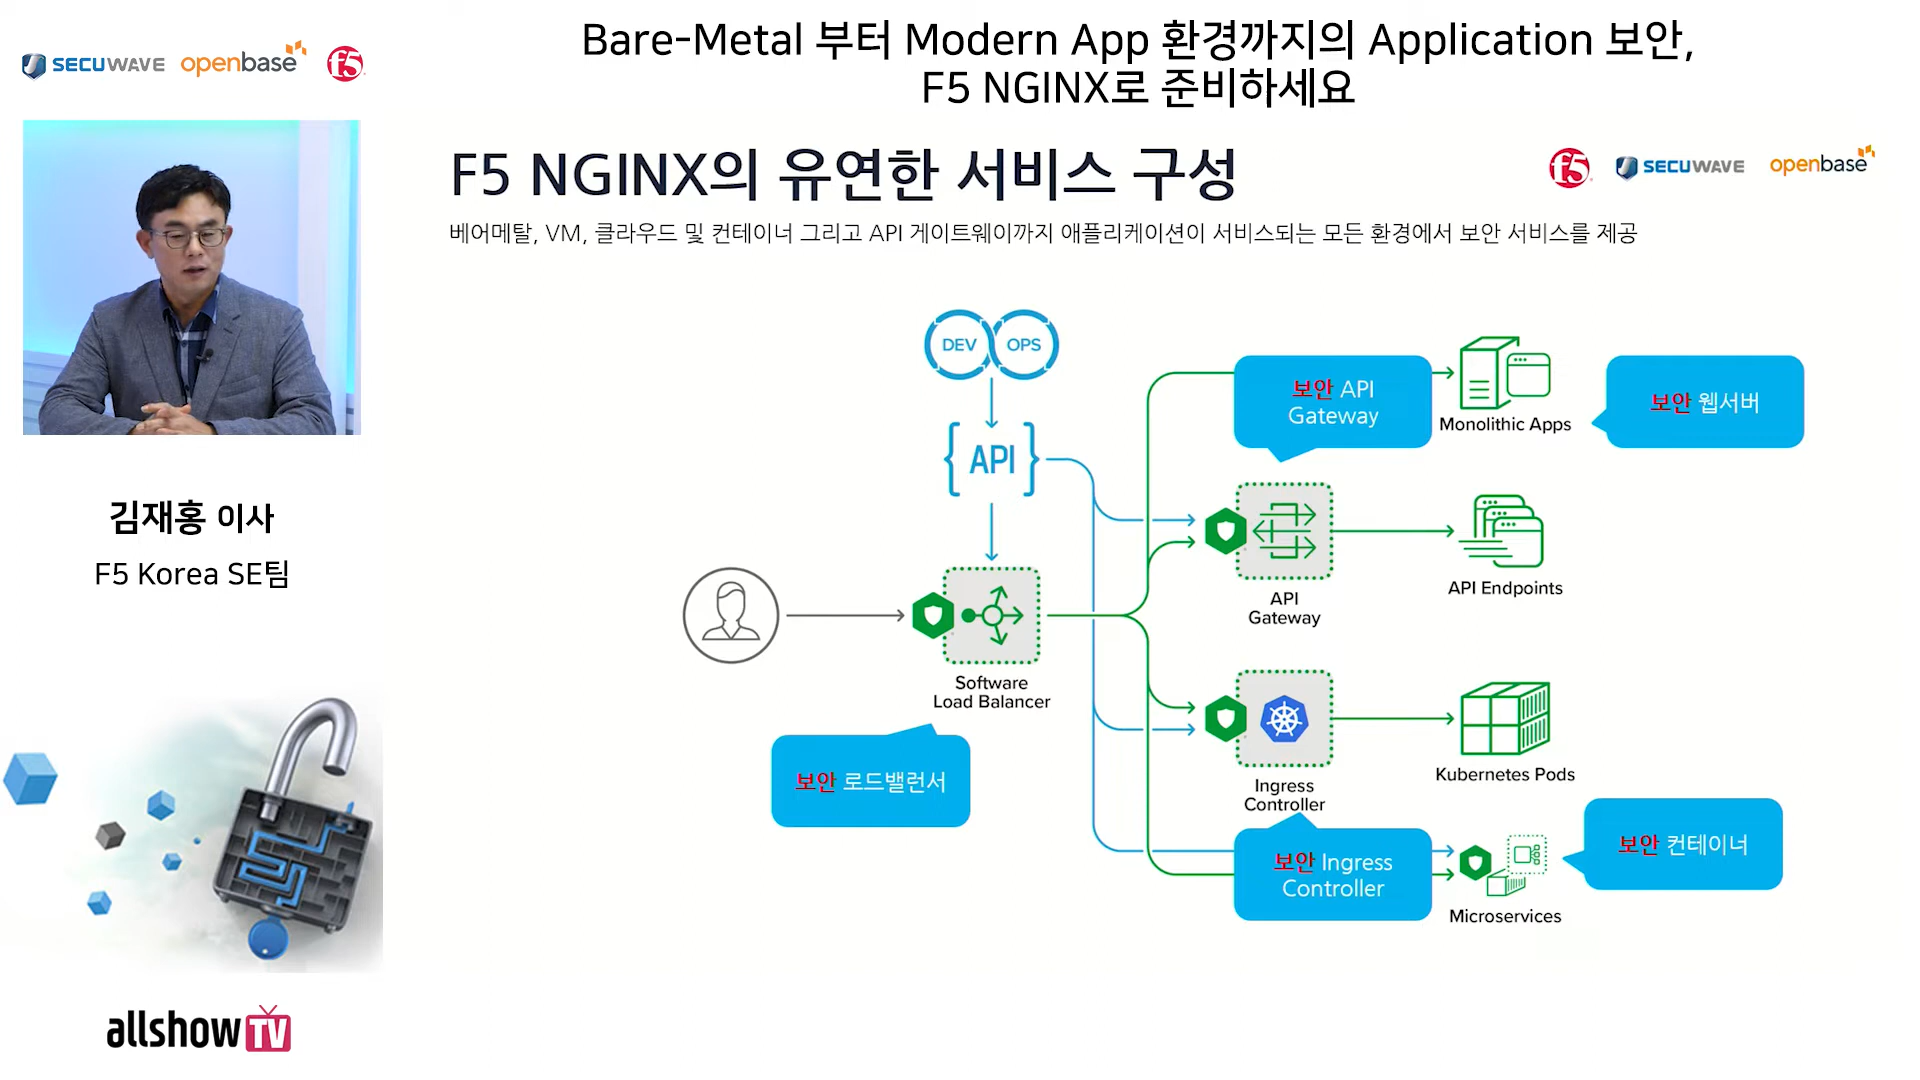 Bare-Metal 부터 Modern App 환경까지의 Application 보안,
F5 NGINX로 준비하세요
SECUWAVE
openbase
f5
김재홍 이사
F5 Korea SE팀
allshowTV
F5 NGINX의 유연한 서비스 구성
f5
SECUWAVE
openbase
베어메탈, VM, 클라우드 및 컨테이너 그리고 API 게이트웨이까지 애플리케이션이 서비스되는 모든 환경에서 보안 서비스를 제공
DEV
OPS
{API}
보안 API
Gateway
Monolithic Apps
보안 웹서버
API
Gateway
API Endpoints
Software
Load Balancer
보안 로드밸런서
Ingress
Controller
Kubernetes Pods
보안 Ingress
Controller
보안 컨테이너
Microservices